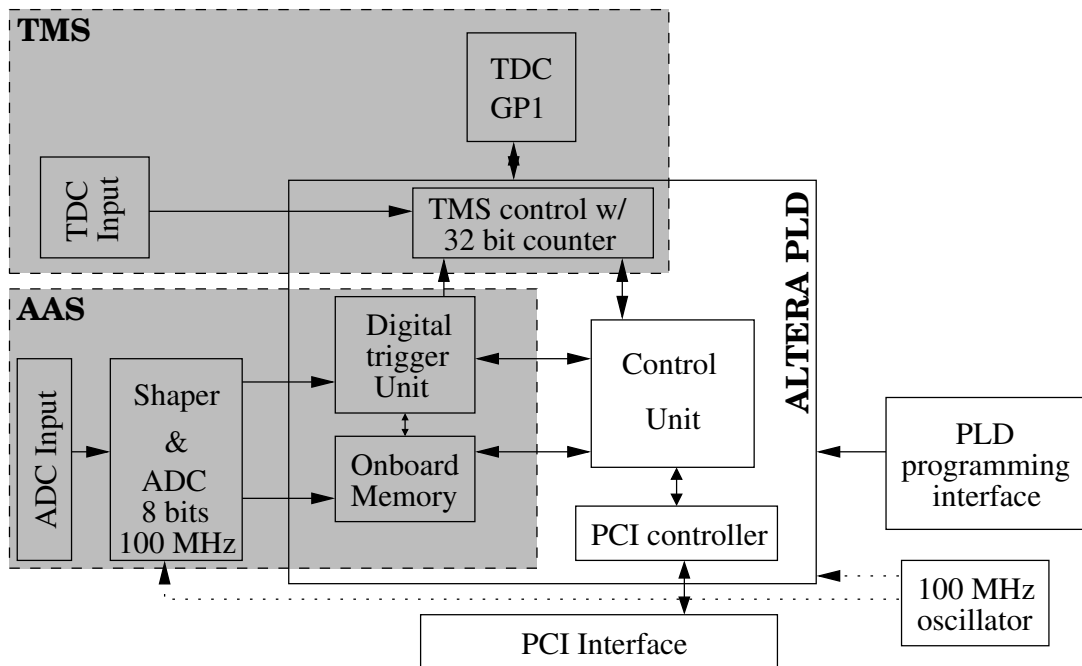 TMS
TDC
GP1
TDC
Input
TMS control w/
32 bit counter
ALTERA PLD
AAS
ADC Input
Shaper
&
ADC
8 bits
100 MHz
Digital
trigger
Unit
Onboard
Memory
Control
Unit
PCI controller
PLD
programming
interface
100 MHz
oscillator
PCI Interface